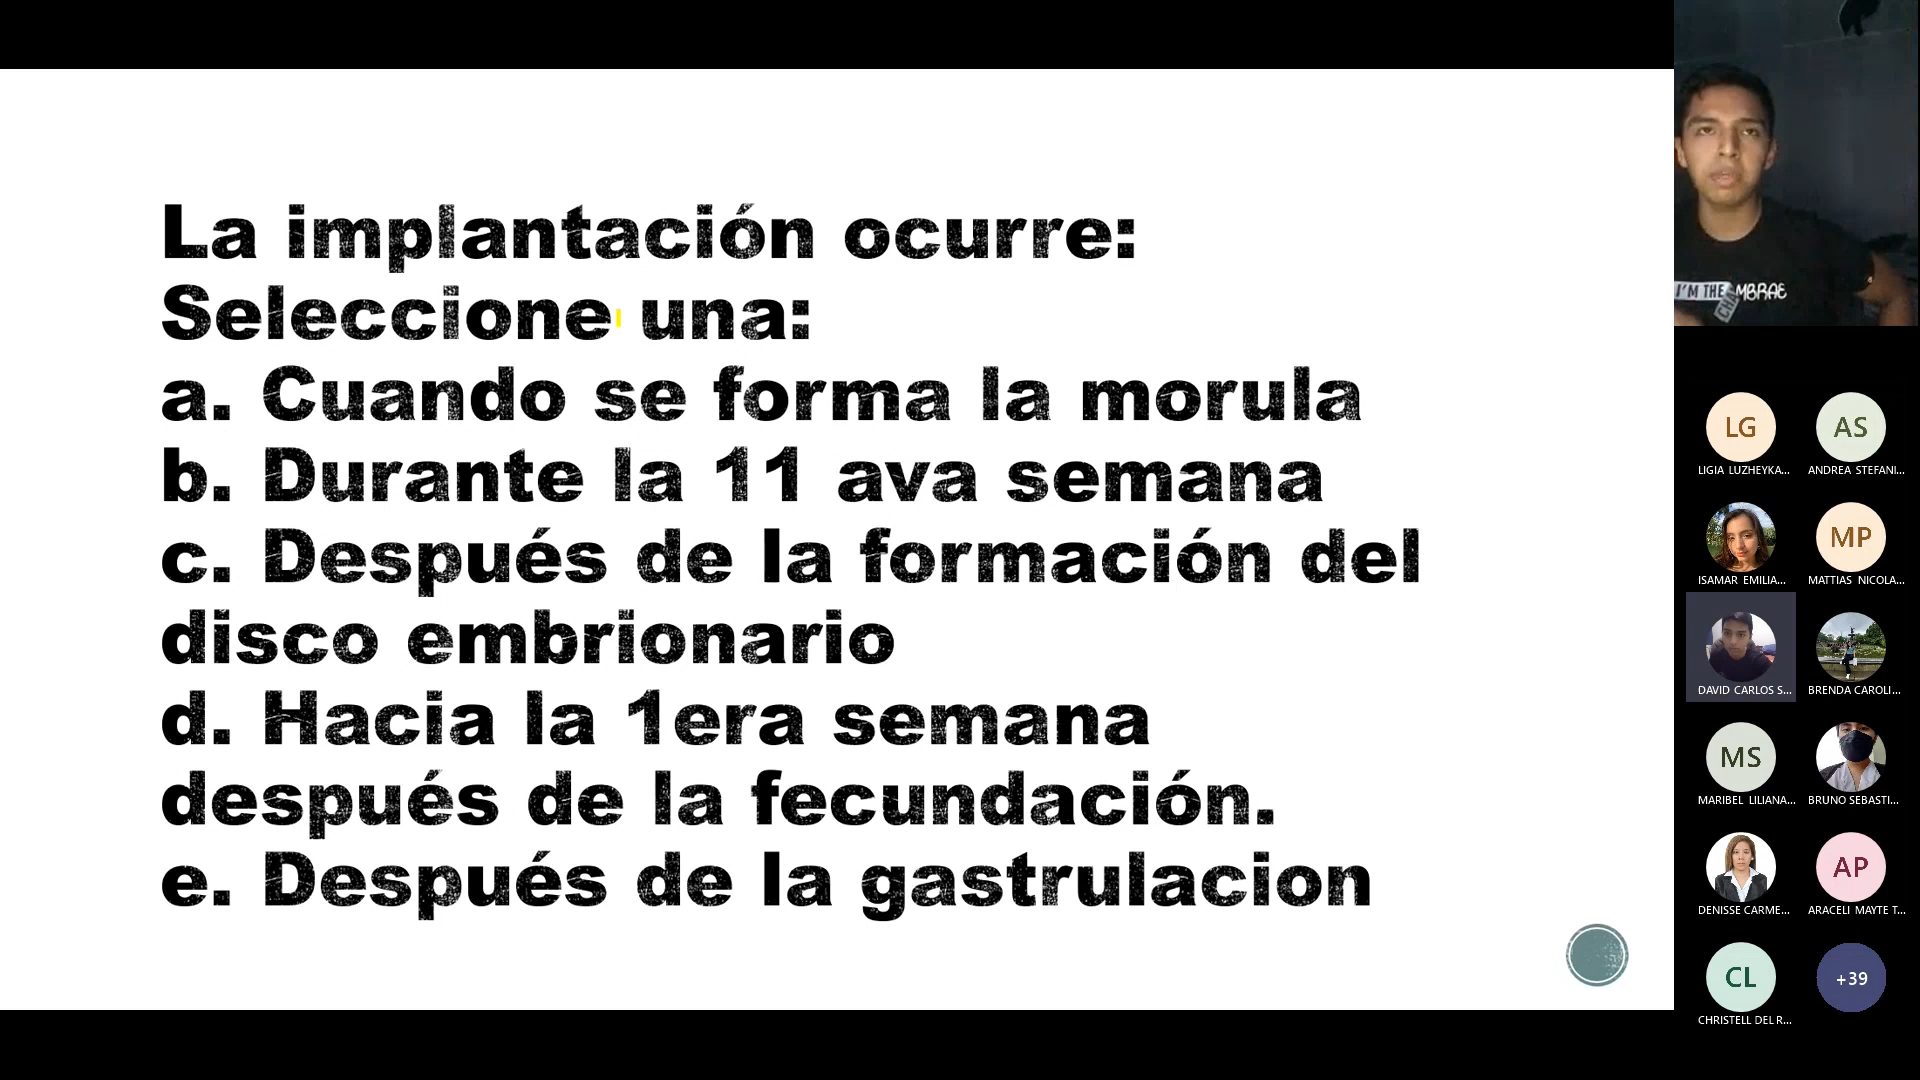 La implantación ocurre:
Seleccione una:
a. Cuando se forma la morula
b. Durante la 11 ava semana
c. Después de la formación del
disco embrionario
d. Hacia la 1era semana
después de la fecundación.
e. Después de la gastrulacion
I'M THE
CHA
MBRAE
LG
AS
LIGIA LUZHEYKA...
ANDREA STEFANI...
MP
ISAMAR EMILIA...
MATTIAS NICOLA...
DAVID CARLOS S...
BRENDA CAROLI...
MS
MARIBEL LILIANA...
BRUNO SEBASTI...
AP
DENISSE CARME...
ARACELI MAYTE T...
CL
+39
CHRISTELL DEL R...